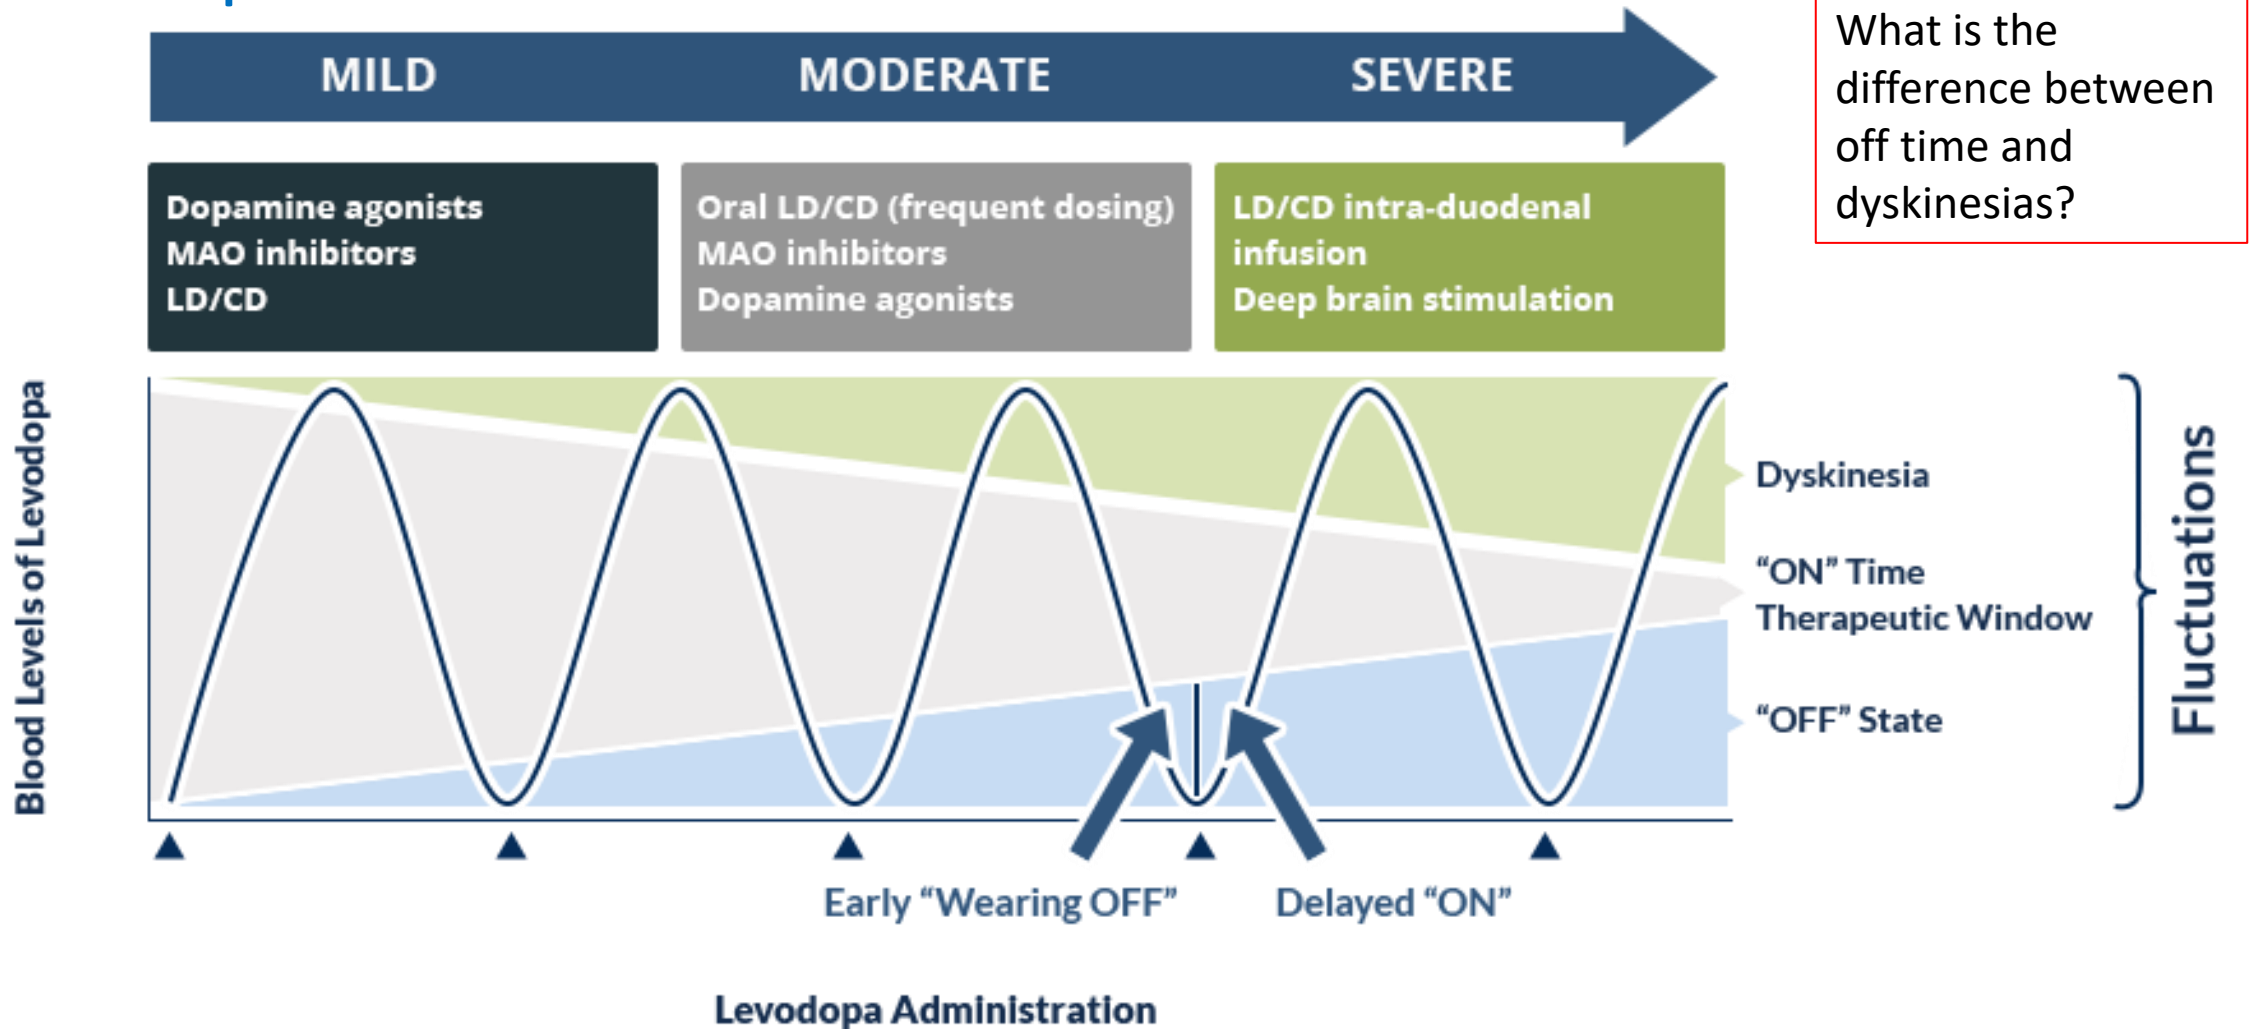 What is the
difference between
off time and
dyskinesias?
MILD
MODERATE
SEVERE
Dopamine agonists
MAO inhibitors
LD/CD
Oral LD/CD (frequent dosing)
MAO inhibitors
Dopamine agonists
LD/CD intra-duodenal
infusion
Deep brain stimulation
Blood Levels of Levodopa
Dyskinesia
“ON” Time
Therapeutic Window
“OFF” State
Fluctuations
Early “Wearing OFF”
Delayed “ON”
Levodopa Administration